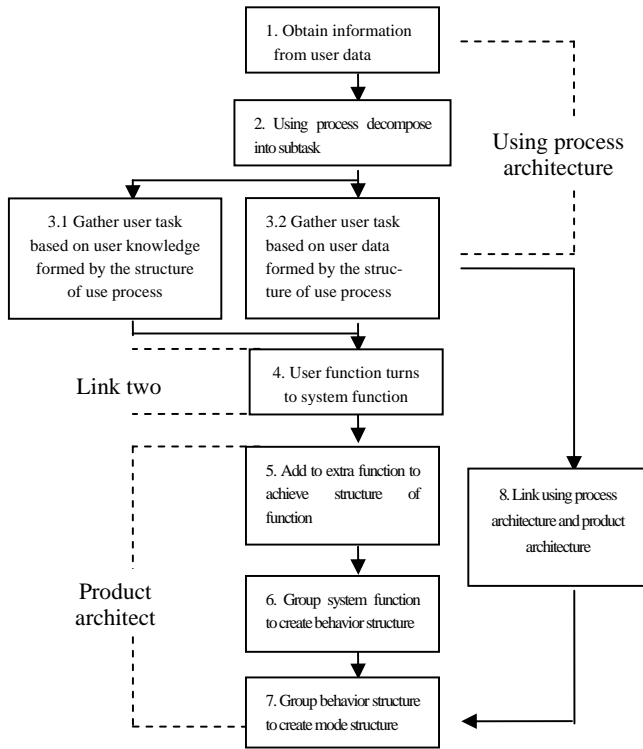 1. Obtain information
from user data
2. Using process decompose
into subtask
Using process
architecture
3.1 Gather user task
based on user knowledge
formed by the structure
of use process
3.2 Gather user task
based on user data
formed by the struc-
ture of use process
Link two
4. User function turns
to system function
5. Add to extra function to
achieve structure of
function
8. Link using process
architecture and product
architecture
Product
architect
6. Group system function
to create behavior structure
7. Group behavior structure
to create mode structure